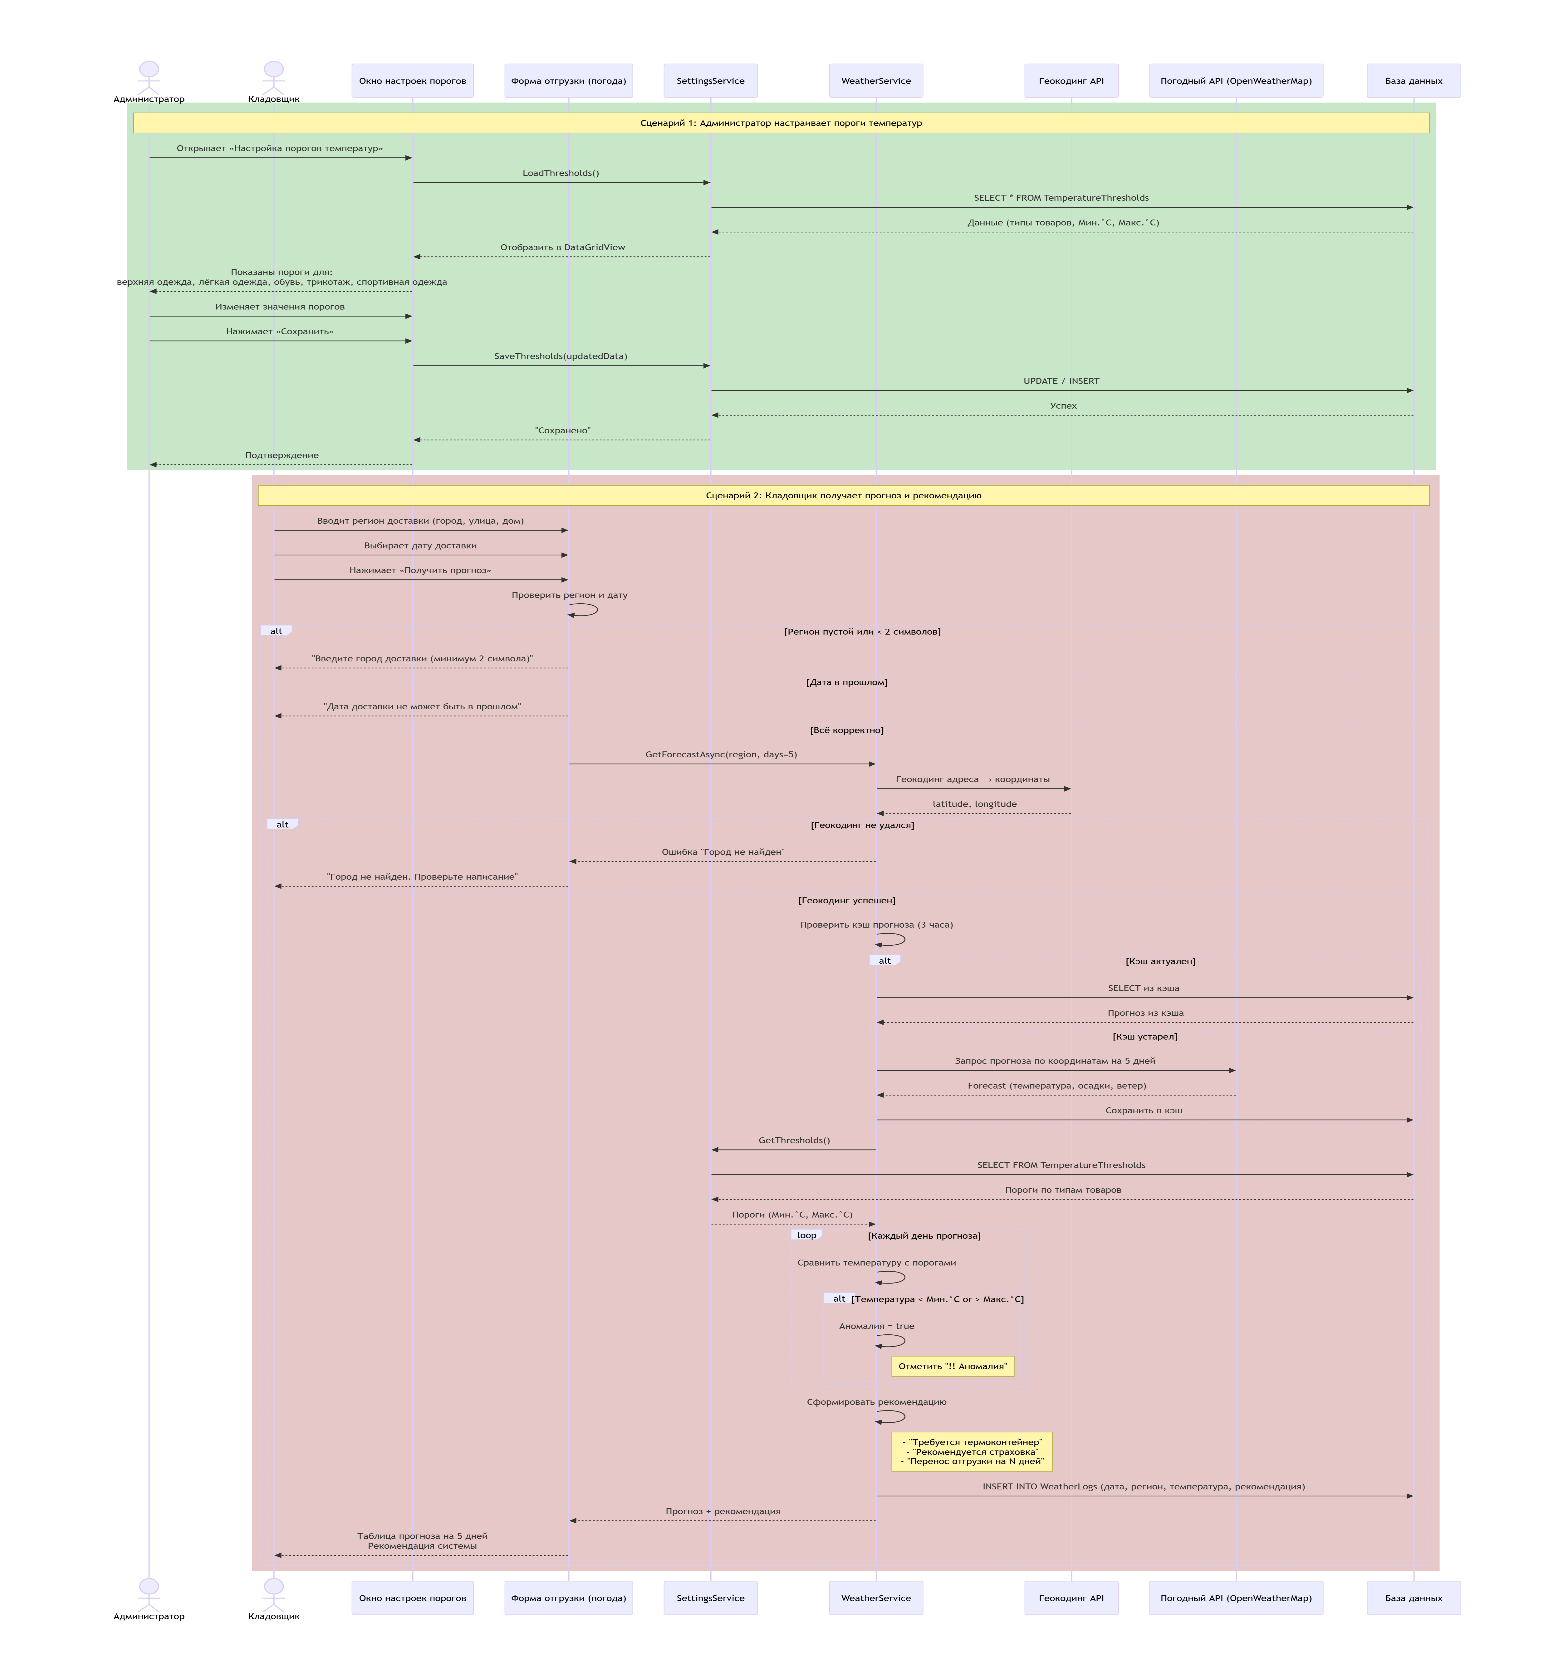 Администратор
Кладовщик
Окно настроек порогов
Форма отгрузки (погода)
SettingsService
WeatherService
Геокодинг API
Погодный API (OpenWeatherMap)
База данных
Сценарий 1: Администратор настраивает пороги температур
Открывает «Настройка порогов температур»
LoadThresholds()
SELECT * FROM TemperatureThresholds
Данные (типы товаров, Мин.°C, Макс.°C)
Отобразить в DataGridView
Показаны пороги для:
верхняя одежда, лёгкая одежда, обувь, трикотаж, спортивная одежда
Изменяет значения порогов
Нажимает «Сохранить»
SaveThresholds(updatedData)
UPDATE / INSERT
Успех
"Сохранено"
Подтверждение
Сценарий 2: Кладовщик получает прогноз и рекомендацию
Вводит регион доставки (город, улица, дом)
Выбирает дату доставки
Нажимает «Получить прогноз»
Проверить регион и дату
alt
[Регион пустой или < 2 символов]
"Введите город доставки (минимум 2 символа)"
[Дата в прошлом]
"Дата доставки не может быть в прошлом"
[Всё корректно]
GetForecastAsync(region, days=5)
Геокодинг адреса → координаты
latitude, longitude
alt
[Геокодинг не удался]
Ошибка "Город не найден"
"Город не найден. Проверьте написание"
[Геокодинг успешен]
Проверить кэш прогноза (3 часа)
alt
[Кэш актуален]
SELECT из кэша
Прогноз из кэша
[Кэш устарел]
Запрос прогноза по координатам на 5 дней
Forecast (температура, осадки, ветер)
Сохранить в кэш
GetThresholds()
SELECT FROM TemperatureThresholds
Пороги по типам товаров
Пороги (Мин.°C, Макс.°C)
loop
[Каждый день прогноза]
Сравнить температуру с порогами
alt
[Температура < Мин.°C or > Макс.°C]
Аномалия = true
Отметить "!! Аномалия"
Сформировать рекомендацию
- "Требуется термоконтейнер"
- "Рекомендуется страховка"
- "Перенос отгрузки на N дней"
INSERT INTO WeatherLogs (дата, регион, температура, рекомендация)
Прогноз + рекомендация
Таблица прогноза на 5 дней
Рекомендация системы
Администратор
Кладовщик
Окно настроек порогов
Форма отгрузки (погода)
SettingsService
WeatherService
Геокодинг API
Погодный API (OpenWeatherMap)
База данных